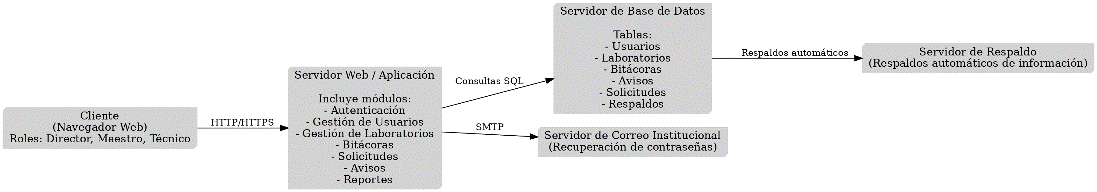 Cliente
(Navegador Web)
Roles: Director, Maestro, Técnico
HTTP/HTTPS
Servidor Web / Aplicación
Incluye módulos:
- Autenticación
- Gestión de Usuarios
- Gestión de Laboratorios
- Bitácoras
- Solicitudes
- Avisos
- Reportes
Consultas SQL
SMTP
Servidor de Base de Datos
Tablas:
- Usuarios
- Laboratorios
- Bitácoras
- Avisos
- Solicitudes
- Respaldos
Servidor de Correo Institucional
(Recuperación de contraseñas)
Respaldos automáticos
Servidor de Respaldo
(Respaldos automáticos de información)